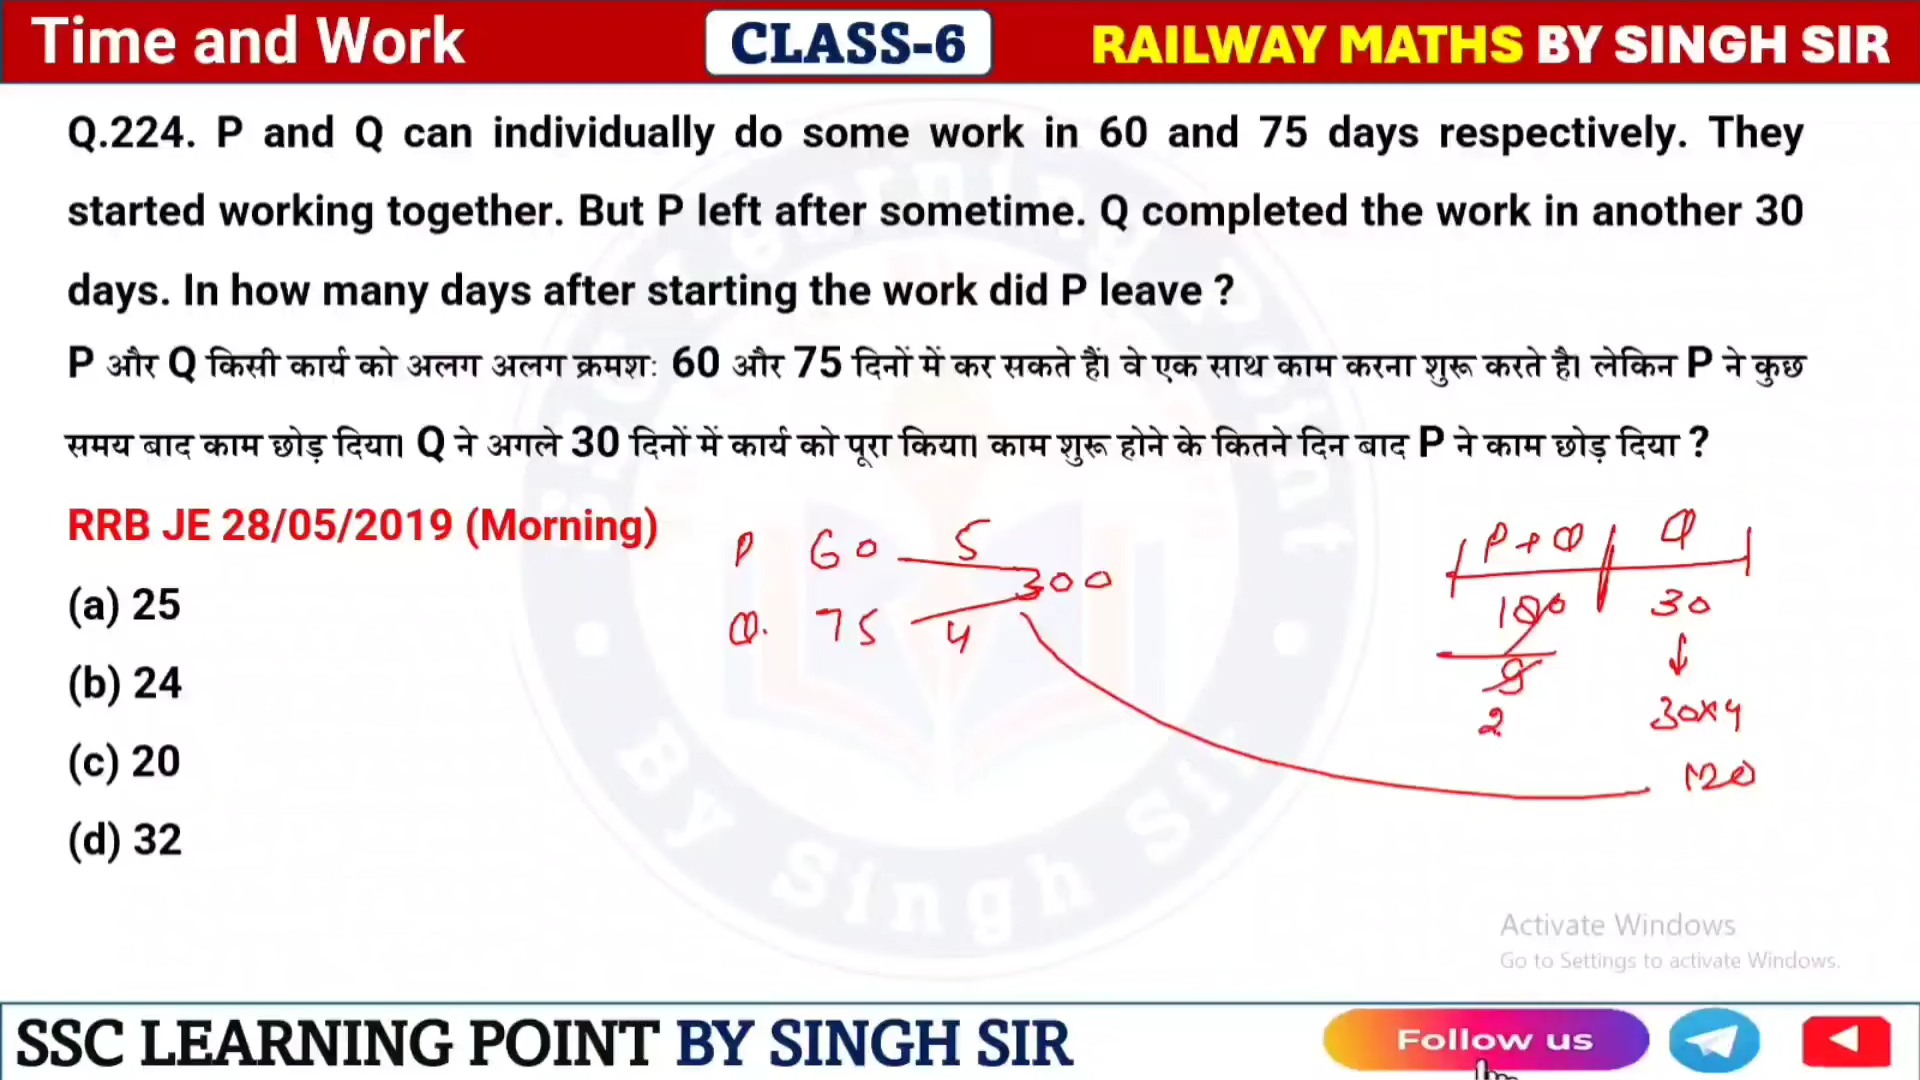 Time and Work
CLASS-6
RAILWAY MATHS BY SINGH SIR
Q.224. P and Q can individually do some work in 60 and 75 days respectively. They
started working together. But P left after sometime. Q completed the work in another 30
days. In how many days after starting the work did P leave ?
P और Q किसी कार्य को अलग अलग क्रमश: 60 और 75 दिनों में कर सकते हैं। वे एक साथ काम करना शुरू करते है। लेकिन P ने कुछ
समय बाद काम छोड़ दिया। Q ने अगले 30 दिनों में कार्य को पूरा किया। काम शुरू होने के कितने दिन बाद P ने काम छोड़ दिया ?
RRB JE 28/05/2019 (Morning)
(a) 25
(b) 24
(c) 20
(d) 32
P 60 5
300
Q. 75 4
P+Q Q
180 30
9
2
30×4
120
Learning Point
By Singh Sir
Activate Windows
Go to Settings to activate Windows.
SSC LEARNING POINT BY SINGH SIR
Follow us